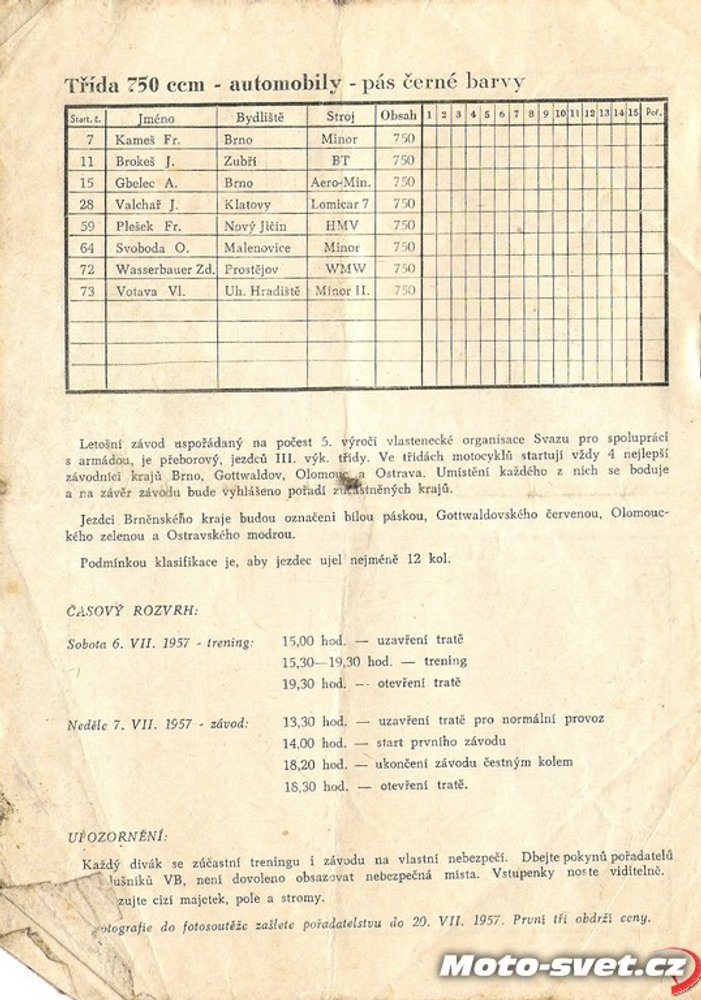 Třída 750 ccm - automobily - pás černé barvy
Start. č. Jméno Bydliště Stroj Obsah 1 2 3 4 5 6 7 8 9 10 11 12 13 14 15 Poř.
7 Kameš Fr. Brno Minor 750
11 Brokeš J. Zubří BT 750
15 Gbelec A. Brno Aero-Min. 750
28 Valchař J. Klatovy Lomicar 7 750
59 Plešek Fr. Nový Jičín HMV 750
64 Svoboda O. Malenovice Minor 750
72 Wasserbauer Zd. Prostějov WMW 750
73 Votava Vl. Uh. Hradiště Minor II. 750
Letošní závod uspořádaný na počest 5. výročí vlastenecké organisace Svazu pro spolupráci
s armádou, je přeborový, jezdců III. výk. třídy. Ve třídách motocyklů startují vždy 4 nejlepší
závodníci krajů Brno, Gottwaldov, Olomouc a Ostrava. Umístění každého z nich se boduje
a na závěr závodu bude vyhlášeno pořadí zúčastněných krajů.
Jezdci Brněnského kraje budou označeni bílou páskou, Gottwaldovského červenou, Olomouc-
kého zelenou a Ostravského modrou.
Podmínkou klasifikace je, aby jezdec ujel nejméně 12 kol.
ČASOVÝ ROZVRH:
Sobota 6. VII. 1957 - trening: 15,00 hod. — uzavření tratě
15,30—19,30 hod. — trening
19,30 hod. — otevření tratě
Neděle 7. VII. 1957 - závod: 13,30 hod. — uzavření tratě pro normální provoz
14,00 hod. — start prvního závodu
18,20 hod. — ukončení závodu čestným kolem
18,30 hod. — otevření tratě.
UPOZORNĚNÍ:
Každý divák se zúčastní treningu i závodu na vlastní nebezpečí. Dbejte pokynů pořadatelů
lušníků VB, není dovoleno obsazovat nebezpečná místa. Vstupenky noste viditelně.
zujte cizí majetek, pole a stromy.
otografie do fotosoutěže zašlete pořadatelstvu do 20. VII. 1957. První tři obdrží ceny.
Moto-svet.cz